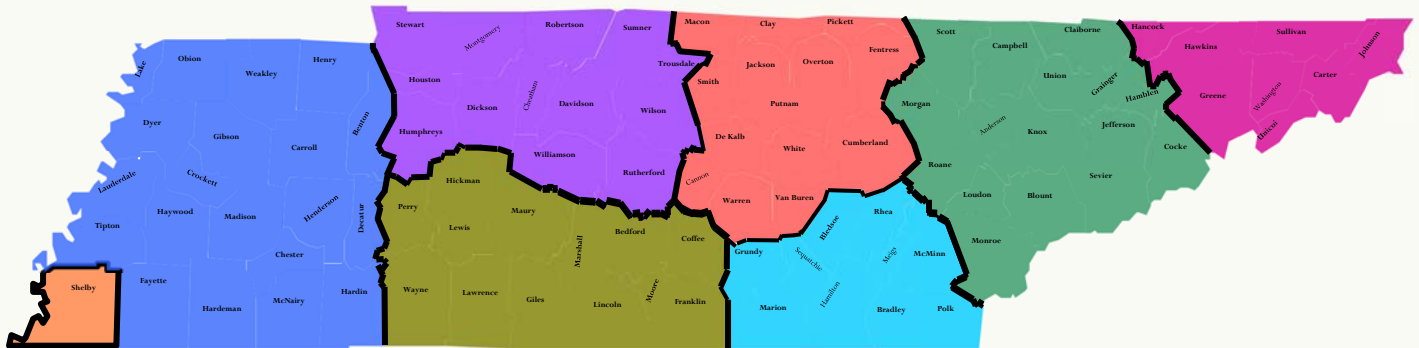 Stewart
Montgomery
Robertson
Sumner
Macon
Clay
Pickett
Scott
Claiborne
Hancock
Sullivan
Johnson
Lake
Obion
Weakley
Henry
Houston
Trousdale
Fentress
Campbell
Hawkins
Jackson
Overton
Union
Grainger
Carter
Smith
Dickson
Cheatham
Davidson
Wilson
Putnam
Morgan
Hamblen
Greene
Washington
Unicoi
Dyer
Gibson
Carroll
Benton
Humphreys
De Kalb
White
Cumberland
Anderson
Knox
Jefferson
Cocke
Lauderdale
Crockett
Williamson
Rutherford
Cannon
Roane
Sevier
Hickman
Warren
Van Buren
Loudon
Blount
Tipton
Haywood
Madison
Henderson
Decatur
Perry
Lewis
Maury
Bedford
Coffee
Bledsoe
Rhea
Monroe
Chester
Marshall
Grundy
Sequatchie
Meigs
McMinn
Shelby
Fayette
Hardeman
McNairy
Hardin
Wayne
Lawrence
Giles
Lincoln
Moore
Franklin
Marion
Hamilton
Bradley
Polk